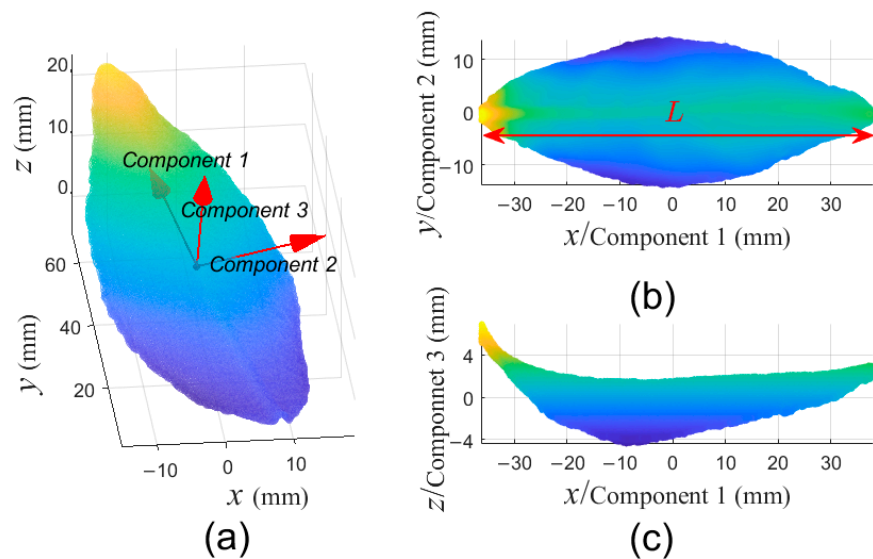 20
10
0
z (mm)
Component 1
Component 3
Component 2
60
40
20
y (mm)
−10
0
10
x (mm)
(a)
10
0
−10
y/Component 2 (mm)
L
−30
−20
−10
0
10
20
30
x/Component 1 (mm)
(b)
4
0
−4
z/Componnet 3 (mm)
−30
−20
−10
0
10
20
30
x/Component 1 (mm)
(c)